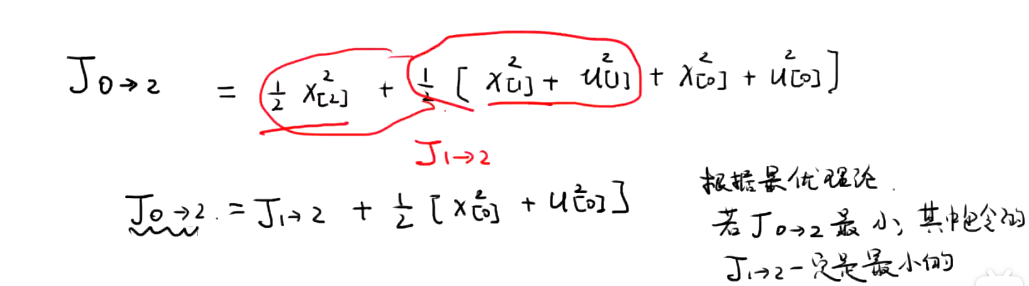 J₀→₂ = ½ x²[2] + ½ [ x²[1] + u²[1] + x²[0] + u²[0] ]
J₁→₂
J₀→₂ = J₁→₂ + ½ [ x²[0] + u²[0] ]
根据最优理论.
若 J₀→₂ 最小, 其中包含的
J₁→₂ 一定是最小的